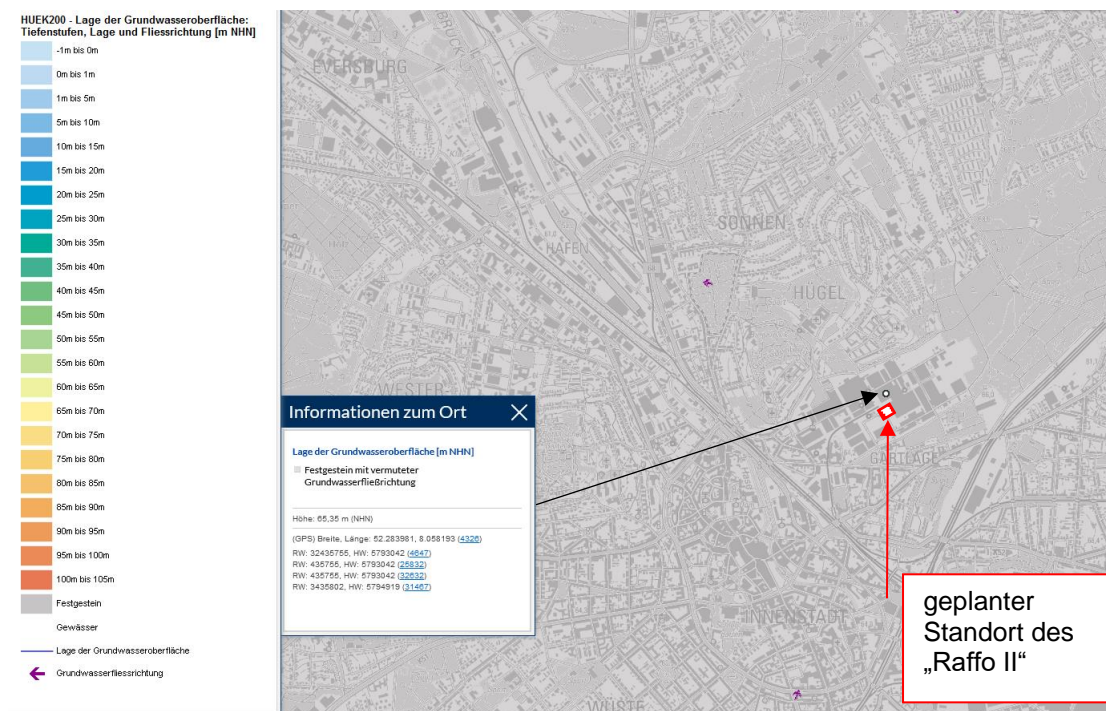 HUEK200 - Lage der Grundwasseroberfläche:
Tiefenstufen, Lage und Fliessrichtung [m NHN]
-1m bis 0m
0m bis 1m
1m bis 5m
5m bis 10m
10m bis 15m
15m bis 20m
20m bis 25m
25m bis 30m
30m bis 35m
35m bis 40m
40m bis 45m
45m bis 50m
50m bis 55m
55m bis 60m
60m bis 65m
65m bis 70m
70m bis 75m
75m bis 80m
80m bis 85m
85m bis 90m
90m bis 95m
95m bis 100m
100m bis 105m
Festgestein
Gewässer
Lage der Grundwasseroberfläche
Grundwasserfliessrichtung
EVERSBURG
HAFEN
SONNEN-
HÜGEL
WESTER-
GARTLAGE
INNENSTADT
WÜSTE
Informationen zum Ort
Lage der Grundwasseroberfläche [m NHN]
Festgestein mit vermuteter
Grundwasserfließrichtung
Höhe: 65,35 m (NHN)
(GPS) Breite, Länge: 52.283981, 8.058193 (4326)
RW: 32435755, HW: 5793042 (4647)
RW: 435755, HW: 5793042 (25832)
RW: 435755, HW: 5793042 (32632)
RW: 3435802, HW: 5794919 (31467)
geplanter
Standort des
„Raffo II“